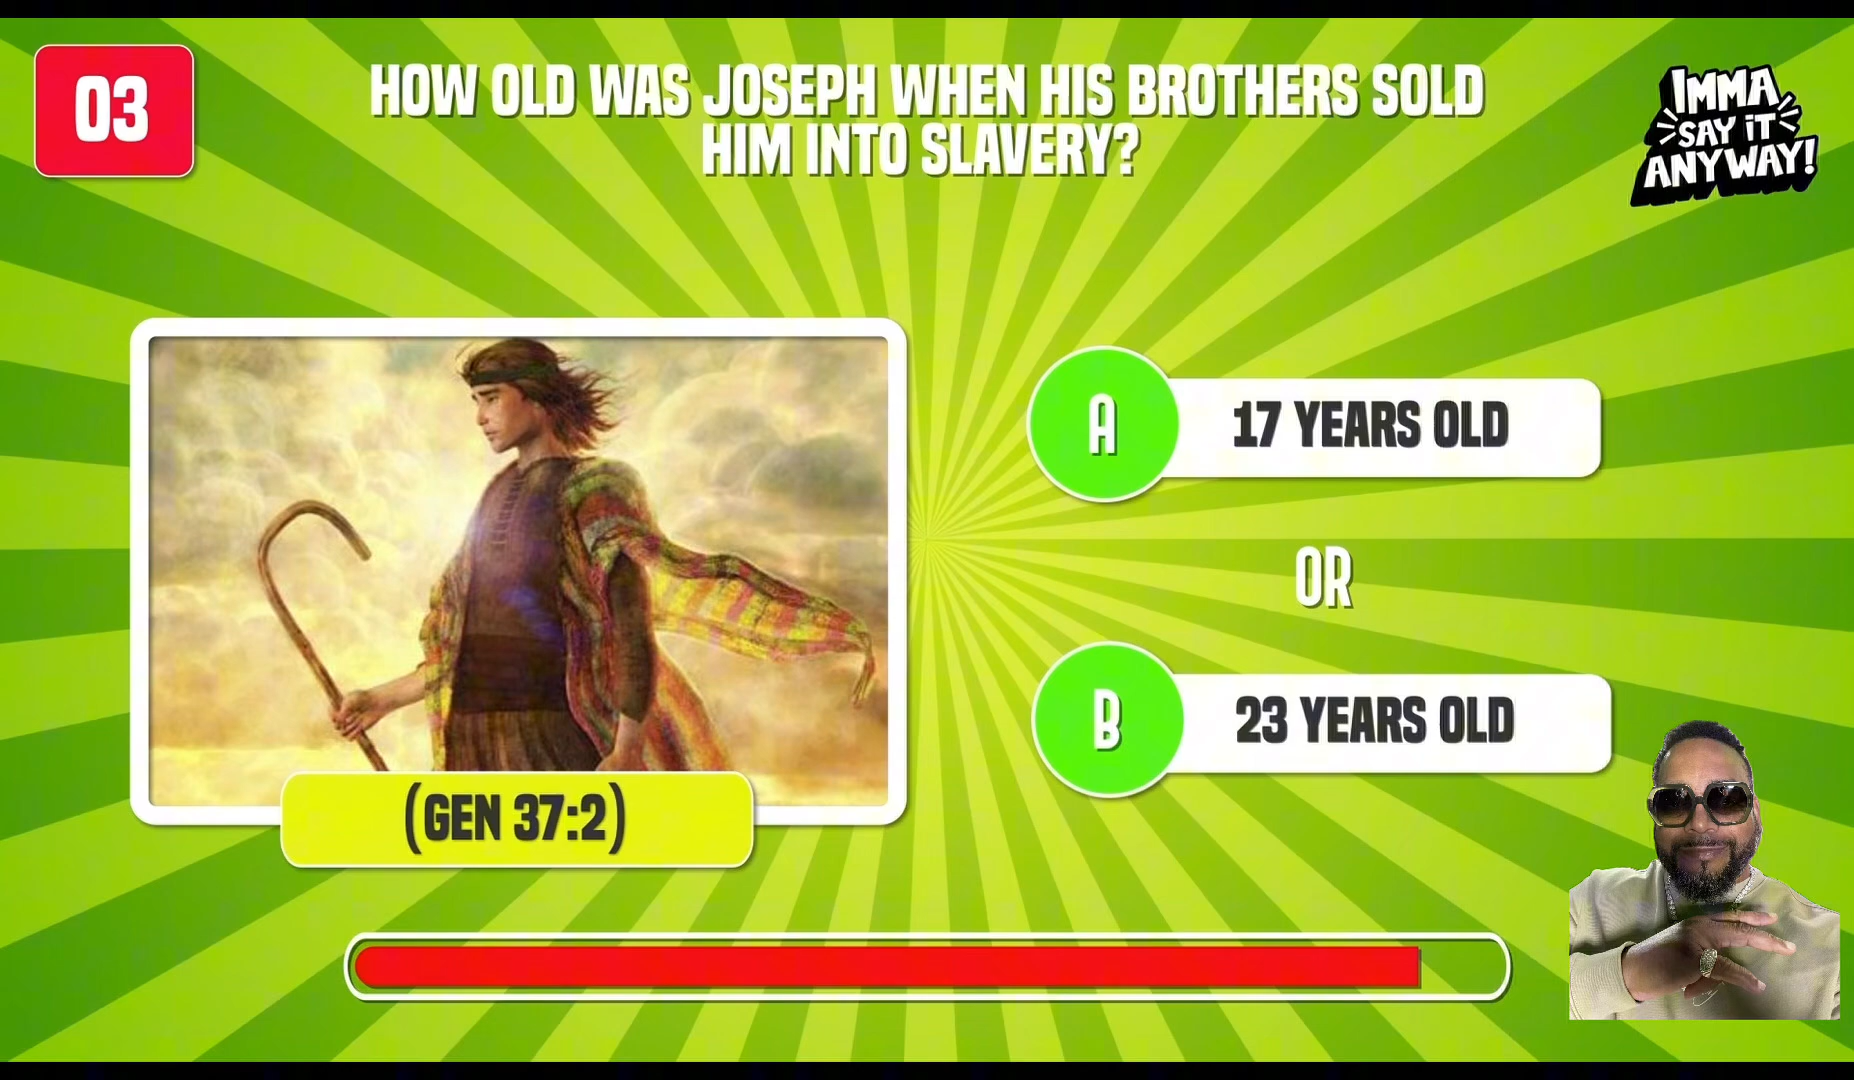 03
HOW OLD WAS JOSEPH WHEN HIS BROTHERS SOLD
HIM INTO SLAVERY?
IMMA
SAY IT
ANYWAY!
A
17 YEARS OLD
OR
B
23 YEARS OLD
(GEN 37:2)